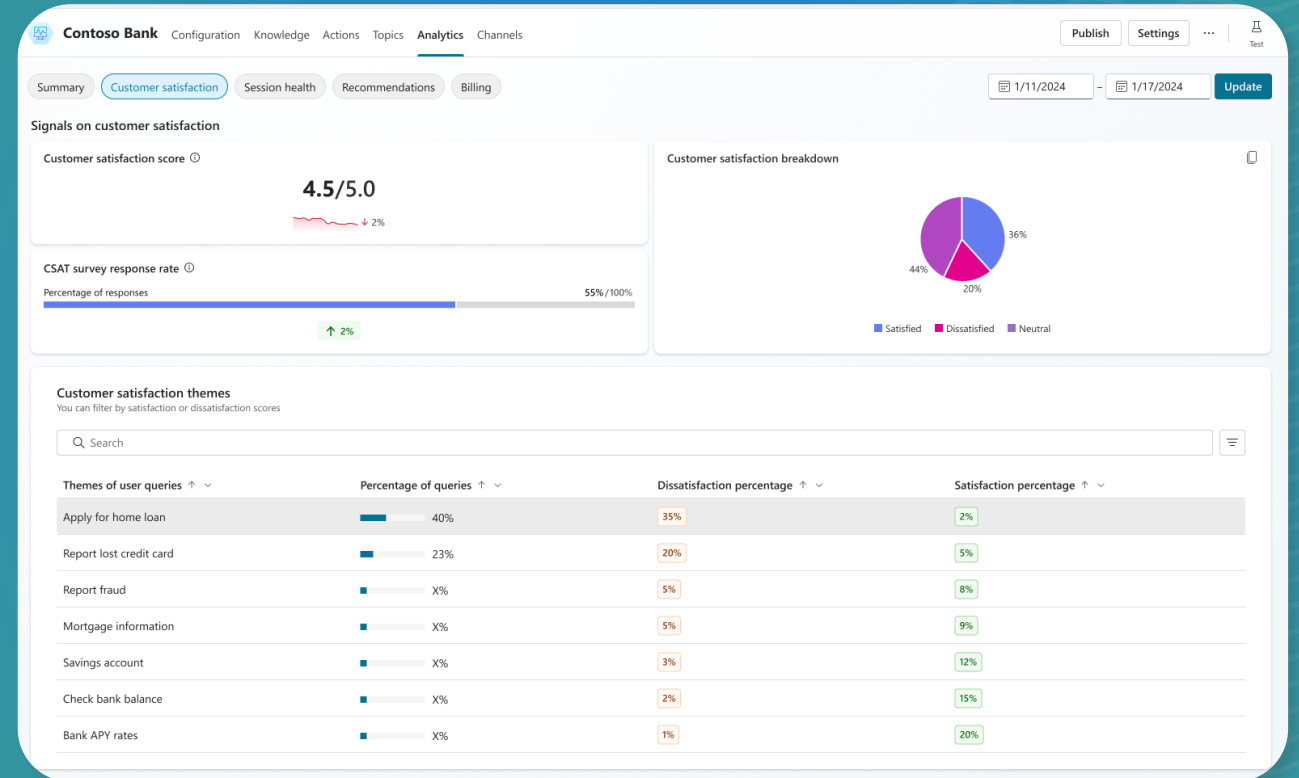 Contoso Bank Configuration Knowledge Actions Topics Analytics Channels Publish Settings ... Test
Summary Customer satisfaction Session health Recommendations Billing 1/11/2024 – 1/17/2024 Update
Signals on customer satisfaction
Customer satisfaction score
4.5/5.0
2%
CSAT survey response rate
Percentage of responses 55%/100%
2%
Customer satisfaction breakdown
36%
44%
20%
Satisfied Dissatisfied Neutral
Customer satisfaction themes
You can filter by satisfaction or dissatisfaction scores
Search
Themes of user queries Percentage of queries Dissatisfaction percentage Satisfaction percentage
Apply for home loan 40% 35% 2%
Report lost credit card 23% 20% 5%
Report fraud X% 5% 8%
Mortgage information X% 5% 9%
Savings account X% 3% 12%
Check bank balance X% 2% 15%
Bank APY rates X% 1% 20%